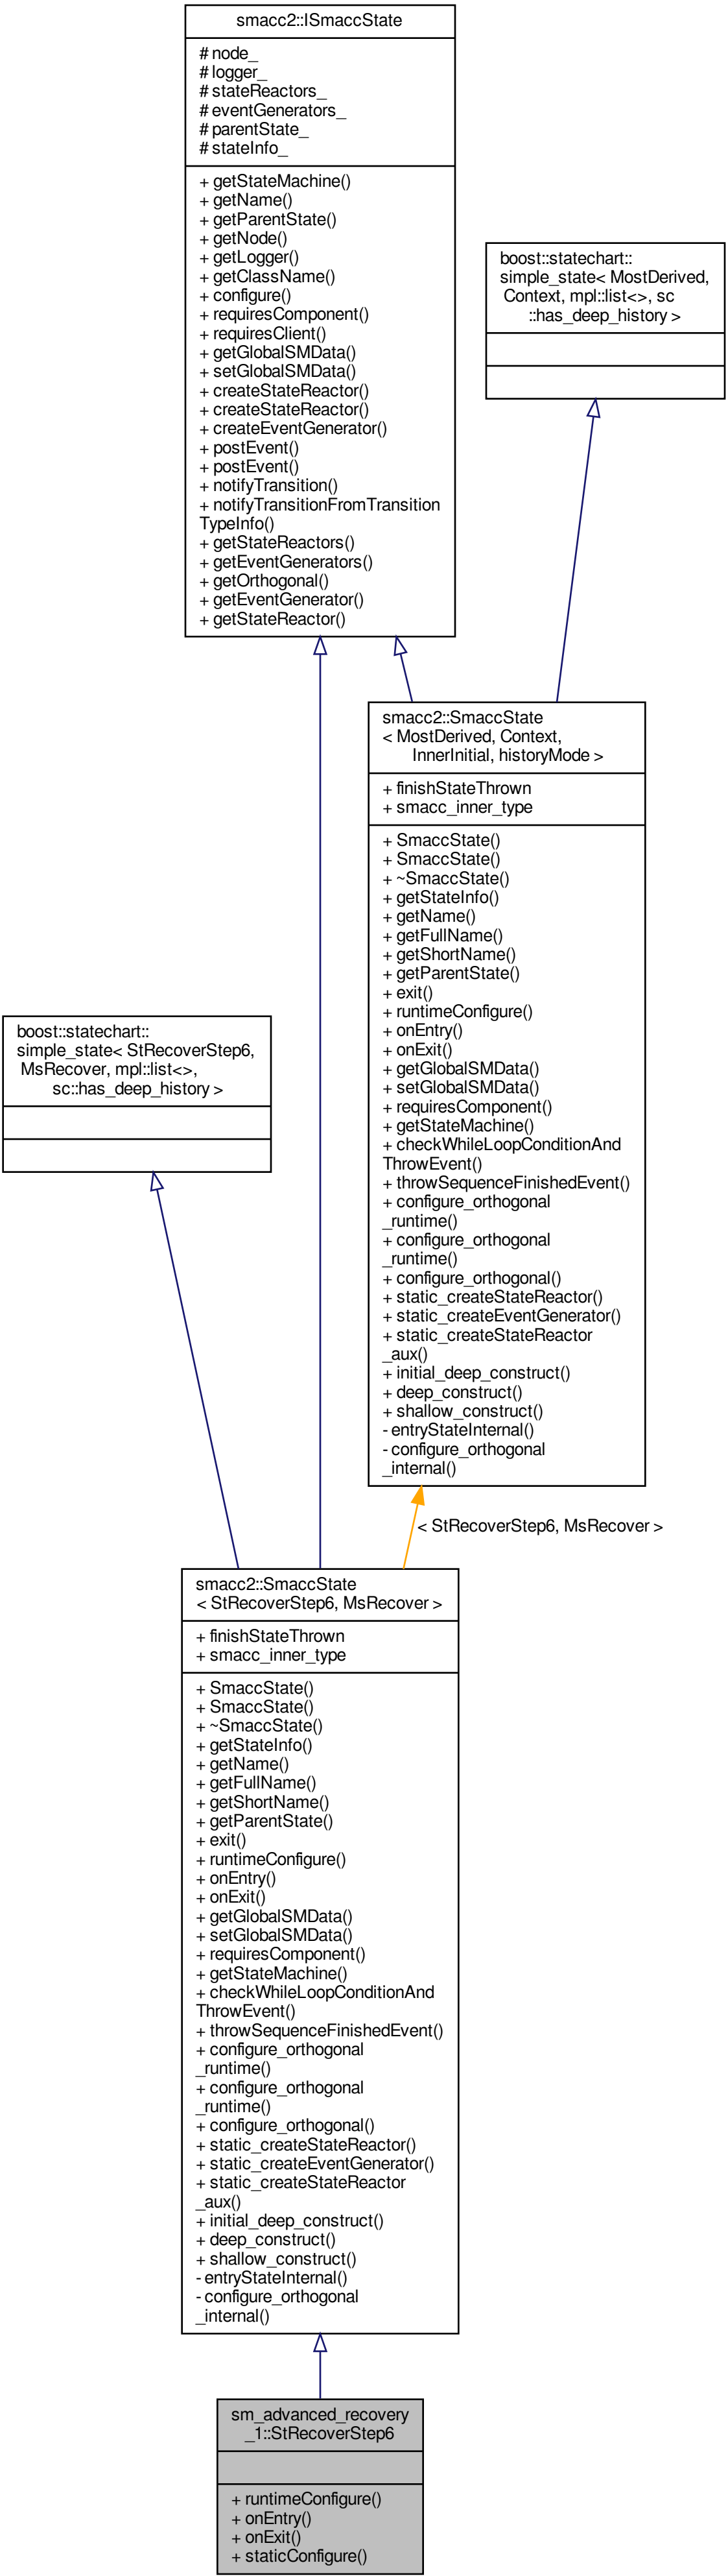 smacc2::ISmaccState
# node_
# logger_
# stateReactors_
# eventGenerators_
# parentState_
# stateInfo_
+ getStateMachine()
+ getName()
+ getParentState()
+ getNode()
+ getLogger()
+ getClassName()
+ configure()
+ requiresComponent()
+ requiresClient()
+ getGlobalSMData()
+ setGlobalSMData()
+ createStateReactor()
+ createStateReactor()
+ createEventGenerator()
+ postEvent()
+ postEvent()
+ notifyTransition()
+ notifyTransitionFromTransition
TypeInfo()
+ getStateReactors()
+ getEventGenerators()
+ getOrthogonal()
+ getEventGenerator()
+ getStateReactor()
boost::statechart::
simple_state< MostDerived,
Context, mpl::list<>, sc
::has_deep_history >
smacc2::SmaccState
< MostDerived, Context,
InnerInitial, historyMode >
+ finishStateThrown
+ smacc_inner_type
+ SmaccState()
+ SmaccState()
+ ~SmaccState()
+ getStateInfo()
+ getName()
+ getFullName()
+ getShortName()
+ getParentState()
+ exit()
+ runtimeConfigure()
+ onEntry()
+ onExit()
+ getGlobalSMData()
+ setGlobalSMData()
+ requiresComponent()
+ getStateMachine()
+ checkWhileLoopConditionAnd
ThrowEvent()
+ throwSequenceFinishedEvent()
+ configure_orthogonal
_runtime()
+ configure_orthogonal
_runtime()
+ configure_orthogonal()
+ static_createStateReactor()
+ static_createEventGenerator()
+ static_createStateReactor
_aux()
+ initial_deep_construct()
+ deep_construct()
+ shallow_construct()
- entryStateInternal()
- configure_orthogonal
_internal()
boost::statechart::
simple_state< StRecoverStep6,
MsRecover, mpl::list<>,
sc::has_deep_history >
< StRecoverStep6, MsRecover >
smacc2::SmaccState
< StRecoverStep6, MsRecover >
+ finishStateThrown
+ smacc_inner_type
+ SmaccState()
+ SmaccState()
+ ~SmaccState()
+ getStateInfo()
+ getName()
+ getFullName()
+ getShortName()
+ getParentState()
+ exit()
+ runtimeConfigure()
+ onEntry()
+ onExit()
+ getGlobalSMData()
+ setGlobalSMData()
+ requiresComponent()
+ getStateMachine()
+ checkWhileLoopConditionAnd
ThrowEvent()
+ throwSequenceFinishedEvent()
+ configure_orthogonal
_runtime()
+ configure_orthogonal
_runtime()
+ configure_orthogonal()
+ static_createStateReactor()
+ static_createEventGenerator()
+ static_createStateReactor
_aux()
+ initial_deep_construct()
+ deep_construct()
+ shallow_construct()
- entryStateInternal()
- configure_orthogonal
_internal()
sm_advanced_recovery
_1::StRecoverStep6
+ runtimeConfigure()
+ onEntry()
+ onExit()
+ staticConfigure()